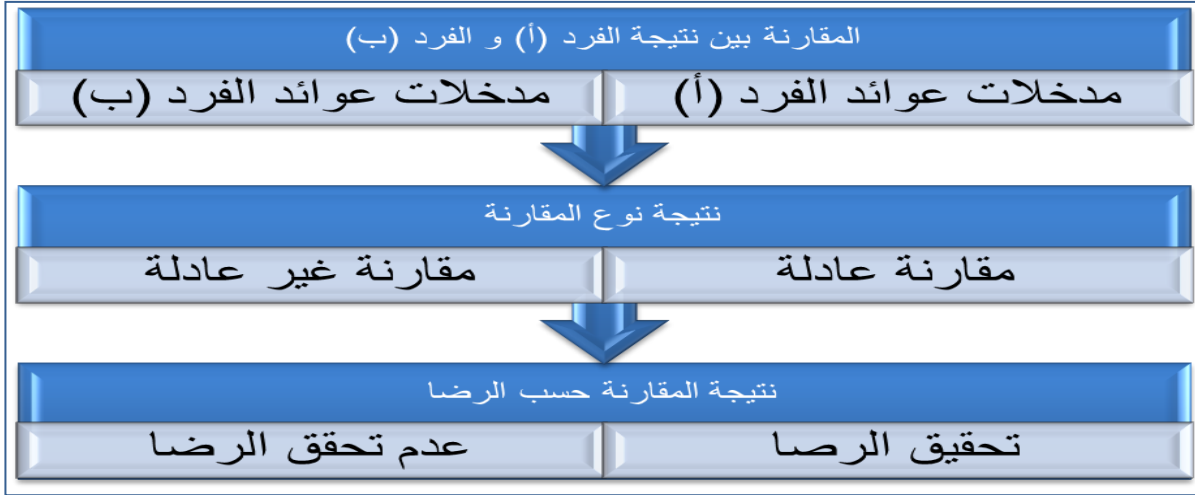 المقارنة بين نتيجة الفرد (أ) و الفرد (ب)
مدخلات عوائد الفرد (أ)
مدخلات عوائد الفرد (ب)
نتيجة نوع المقارنة
مقارنة عادلة
مقارنة غير عادلة
نتيجة المقارنة حسب الرضا
تحقيق الرصا
عدم تحقق الرضا